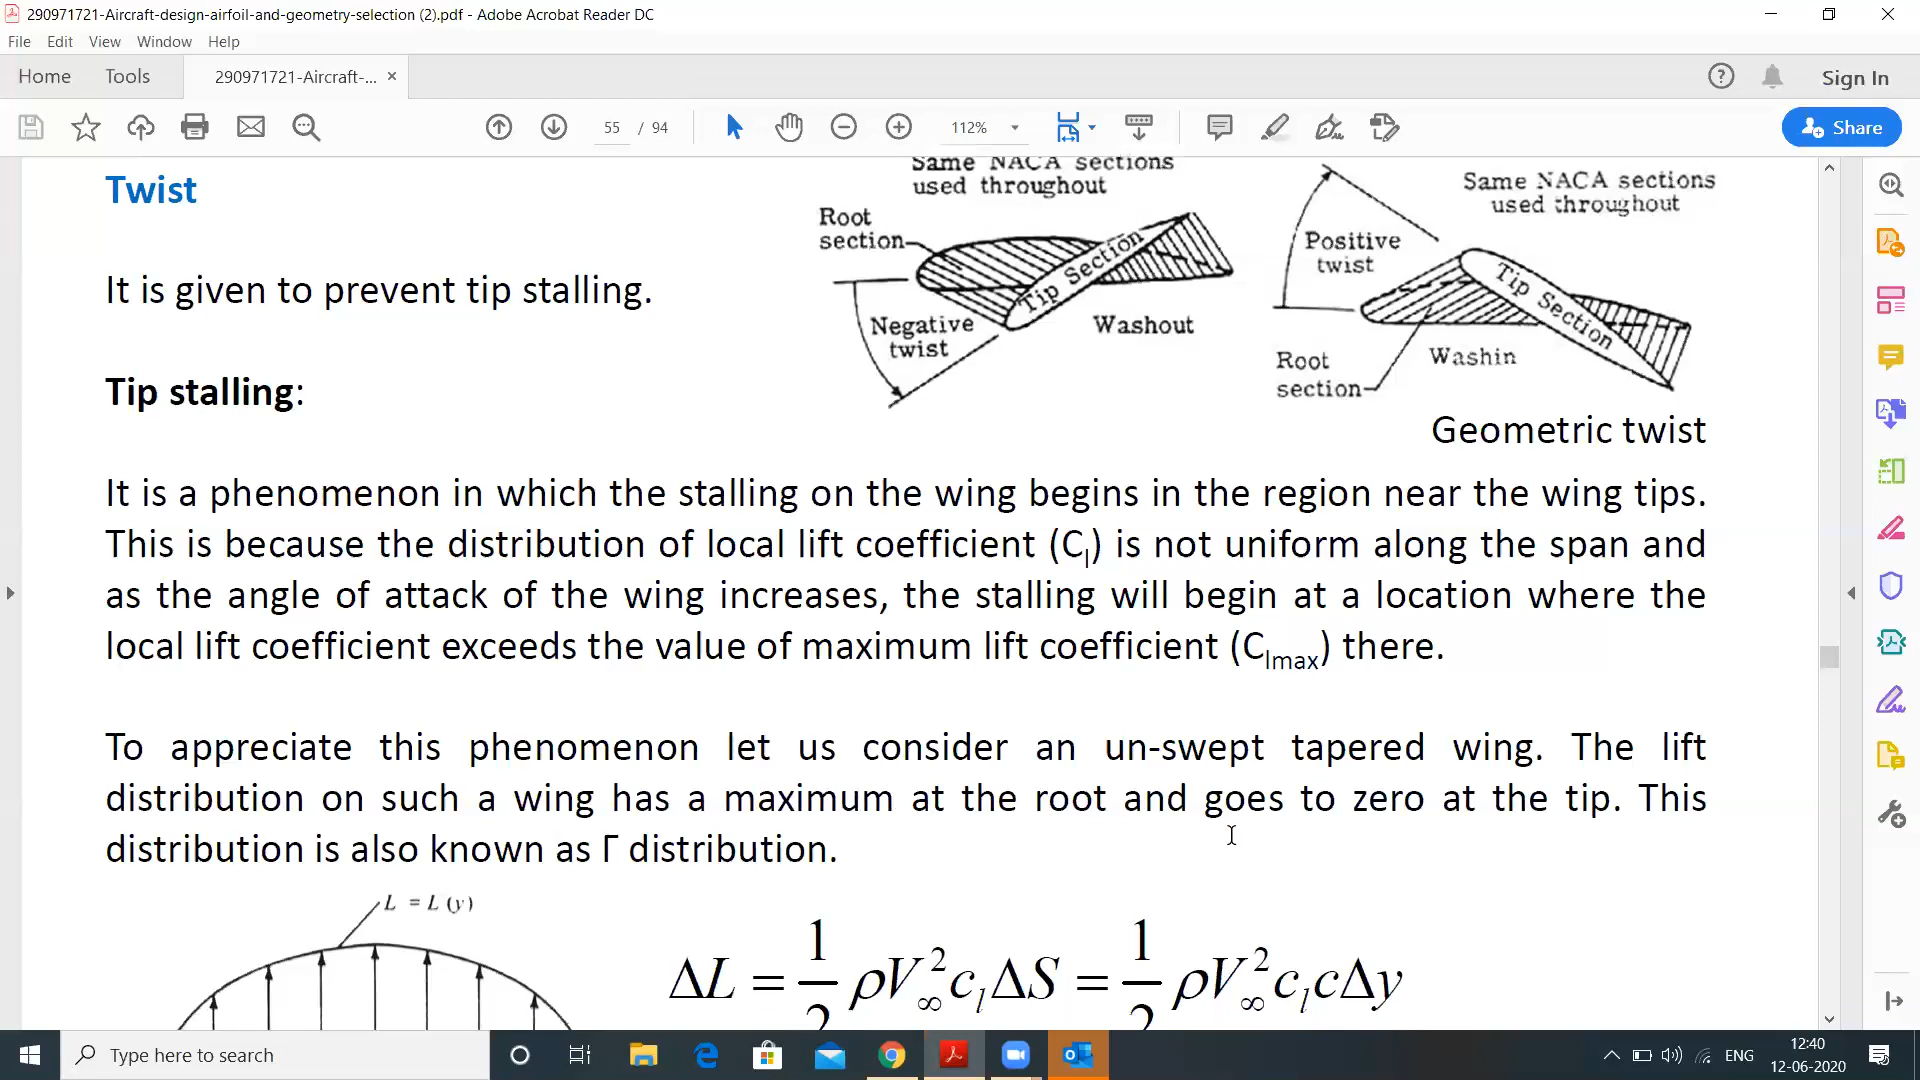 290971721-Aircraft-design-airfoil-and-geometry-selection (2).pdf - Adobe Acrobat Reader DC
File Edit View Window Help
Home Tools 290971721-Aircraft-... × Sign In
55 / 94 112% Share
Twist
Same NACA sections
used throughout
Root
section
Tip Section
Negative
twist
Washout
Same NACA sections
used throughout
Positive
twist
Tip Section
Root
section
Washin
It is given to prevent tip stalling.
Tip stalling:
Geometric twist
It is a phenomenon in which the stalling on the wing begins in the region near the wing tips.
This is because the distribution of local lift coefficient (Cl) is not uniform along the span and
as the angle of attack of the wing increases, the stalling will begin at a location where the
local lift coefficient exceeds the value of maximum lift coefficient (Clmax) there.
To appreciate this phenomenon let us consider an un-swept tapered wing. The lift
distribution on such a wing has a maximum at the root and goes to zero at the tip. This
distribution is also known as Γ distribution.
L = L (y)
ΔL = 1/2 ρV∞² cl ΔS = 1/2 ρV∞² cl cΔy
Type here to search
ENG
12:40
12-06-2020